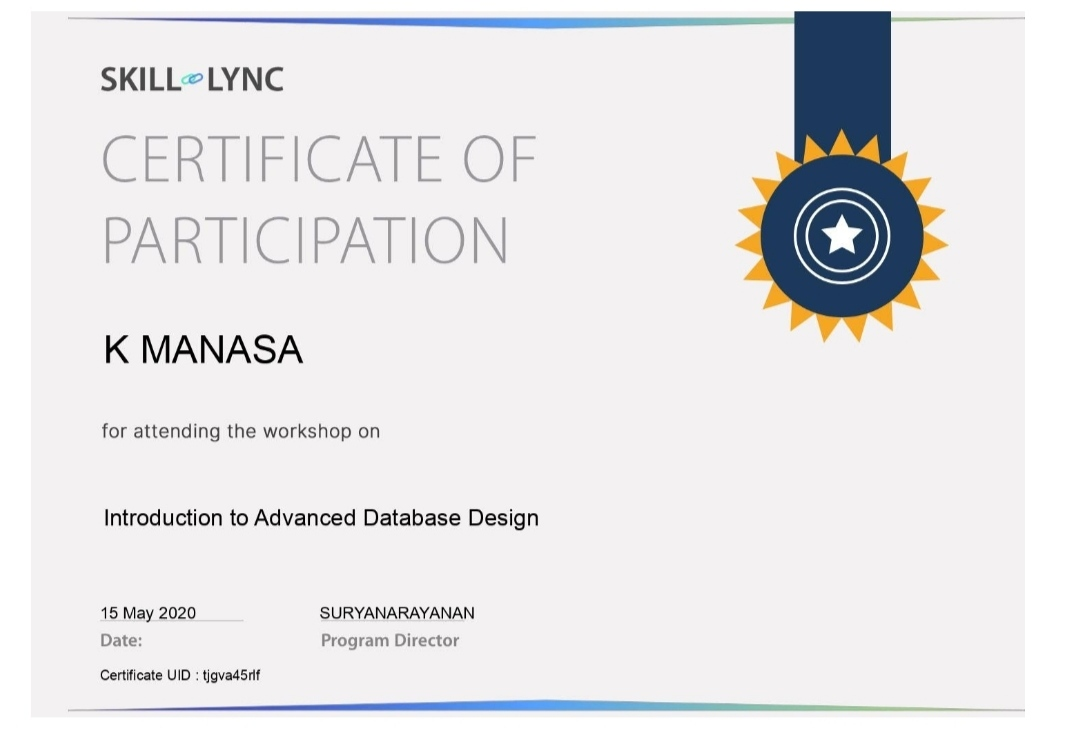 SKILL LYNC
CERTIFICATE OF
PARTICIPATION
K MANASA
for attending the workshop on
Introduction to Advanced Database Design
15 May 2020 SURYANARAYANAN
Date: Program Director
Certificate UID : tjgva45rlf